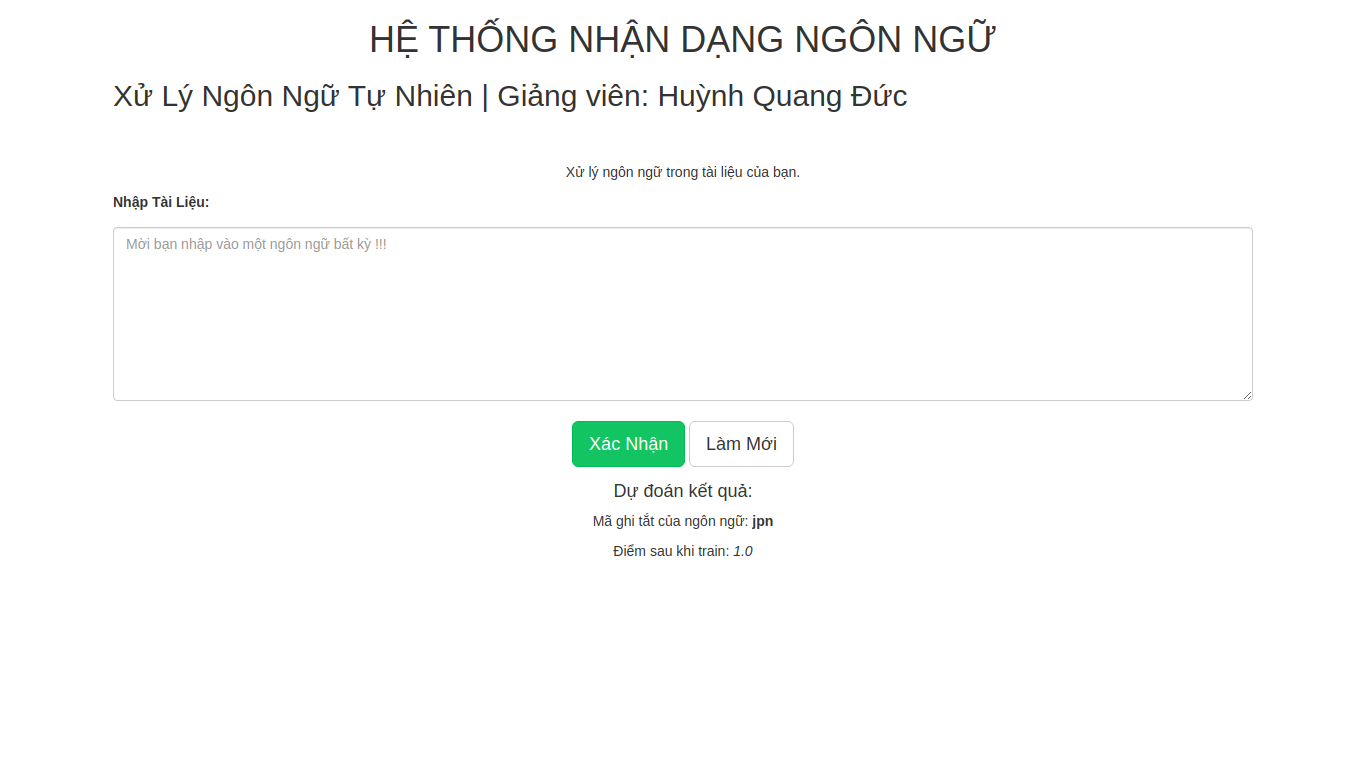 HỆ THỐNG NHẬN DẠNG NGÔN NGỮ
Xử Lý Ngôn Ngữ Tự Nhiên | Giảng viên: Huỳnh Quang Đức
Xử lý ngôn ngữ trong tài liệu của bạn.
Nhập Tài Liệu:
Mời bạn nhập vào một ngôn ngữ bất kỳ !!!
Xác Nhận Làm Mới
Dự đoán kết quả:
Mã ghi tắt của ngôn ngữ: jpn
Điểm sau khi train: 1.0